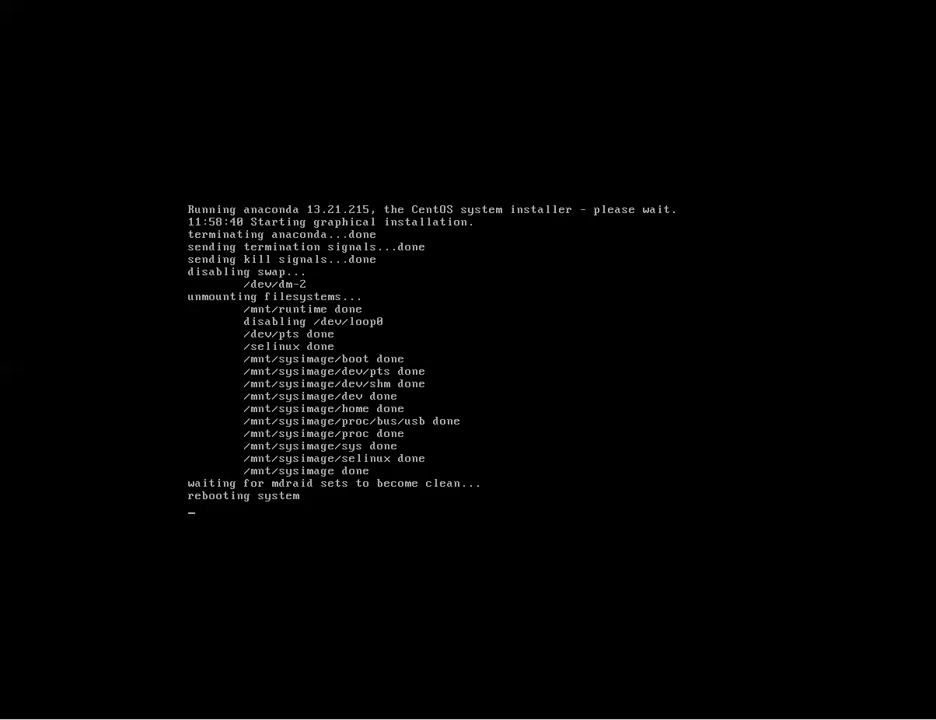 Running anaconda 13.21.215, the CentOS system installer - please wait.
11:58:40 Starting graphical installation.
terminating anaconda...done
sending termination signals...done
sending kill signals...done
disabling swap...
/dev/dm-2
unmounting filesystems...
/mnt/runtime done
disabling /dev/loop0
/dev/pts done
/selinux done
/mnt/sysimage/boot done
/mnt/sysimage/dev/pts done
/mnt/sysimage/dev/shm done
/mnt/sysimage/dev done
/mnt/sysimage/home done
/mnt/sysimage/proc/bus/usb done
/mnt/sysimage/proc done
/mnt/sysimage/sys done
/mnt/sysimage/selinux done
/mnt/sysimage done
waiting for mdraid sets to become clean...
rebooting system
_